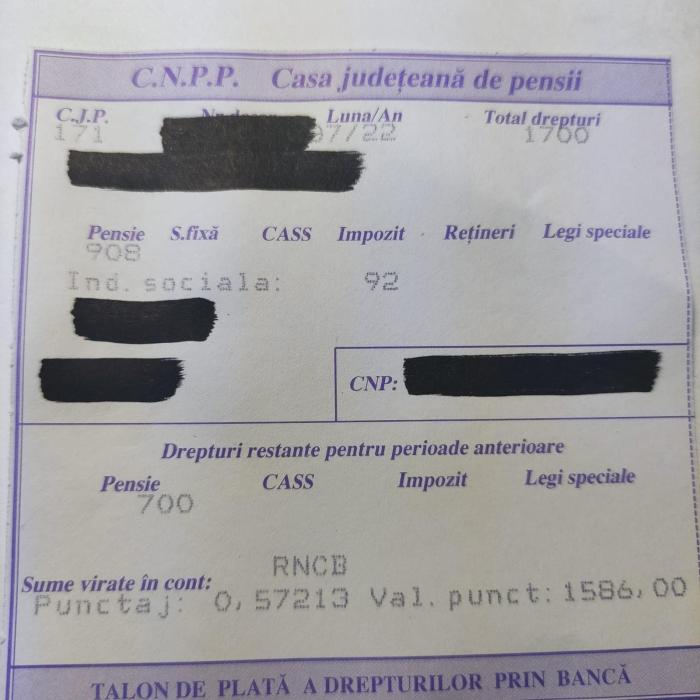 C.N.P.P. Casa județeană de pensii
C.J.P. Luna/An Total drepturi
171 07/22 1700
Pensie S.fixă CASS Impozit Rețineri Legi speciale
908
Ind. sociala: 92
CNP:
Drepturi restante pentru perioade anterioare
Pensie CASS Impozit Legi speciale
700
RNCB
Sume virate în cont:
Punctaj: 0,57213 Val. punct: 1586,00
TALON DE PLATĂ A DREPTURILOR PRIN BANCĂ